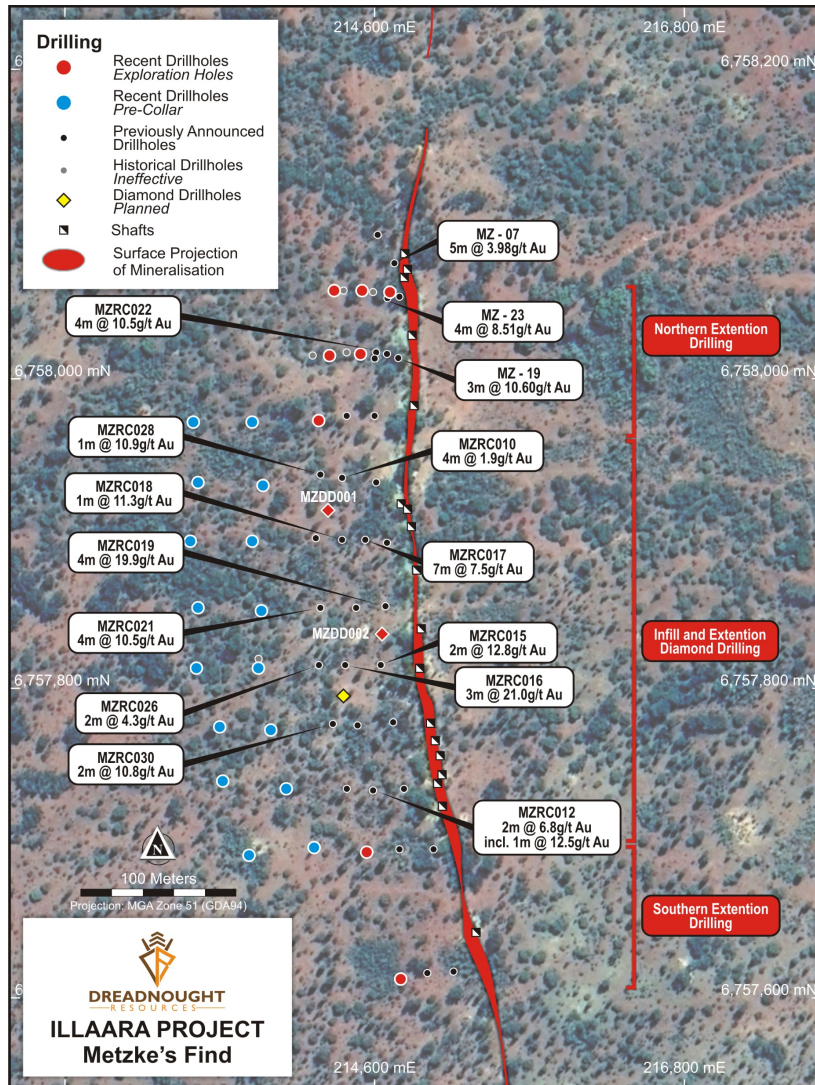 214,600 mE
216,800 mE
6,758,200 mN
Drilling
Recent Drillholes
Exploration Holes
Recent Drillholes
Pre-Collar
Previously Announced
Drillholes
Historical Drillholes
Ineffective
Diamond Drillholes
Planned
Shafts
Surface Projection
of Mineralisation
MZ - 07
5m @ 3.98g/t Au
MZRC022
4m @ 10.5g/t Au
MZ - 23
4m @ 8.51g/t Au
Northern Extention
Drilling
MZ - 19
3m @ 10.60g/t Au
6,758,000 mN
6,758,000 mN
MZRC028
1m @ 10.9g/t Au
MZRC010
4m @ 1.9g/t Au
MZRC018
1m @ 11.3g/t Au
MZDD001
MZRC019
4m @ 19.9g/t Au
MZRC017
7m @ 7.5g/t Au
MZRC021
4m @ 10.5g/t Au
MZDD002
MZRC015
2m @ 12.8g/t Au
Infill and Extention
Diamond Drilling
MZRC016
3m @ 21.0g/t Au
6,757,800 mN
6,757,800 mN
MZRC026
2m @ 4.3g/t Au
MZRC030
2m @ 10.8g/t Au
MZRC012
2m @ 6.8g/t Au
incl. 1m @ 12.5g/t Au
N
100 Meters
Projection: MGA Zone 51 (GDA94)
Southern Extention
Drilling
DREADNOUGHT
RESOURCES
ILLAARA PROJECT
Metzke's Find
6,757,600 mN
214,600 mE
216,800 mE